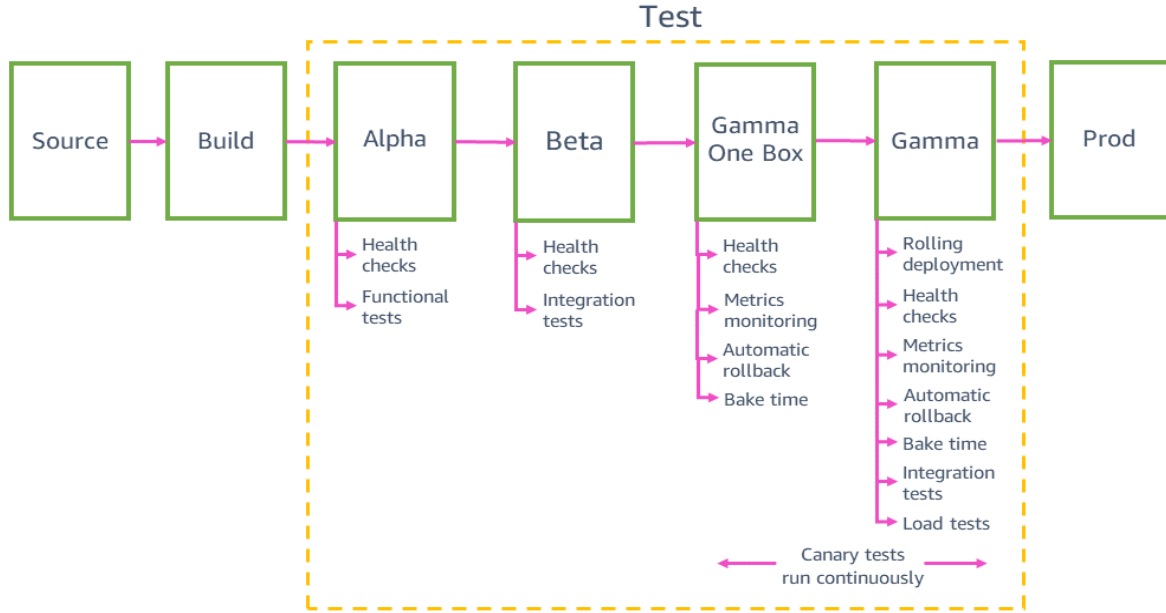 Test
Source
Build
Alpha
Beta
Gamma
One Box
Gamma
Prod
Health
checks
Functional
tests
Health
checks
Integration
tests
Health
checks
Metrics
monitoring
Automatic
rollback
Bake time
Rolling
deployment
Health
checks
Metrics
monitoring
Automatic
rollback
Bake time
Integration
tests
Load tests
Canary tests
run continuously